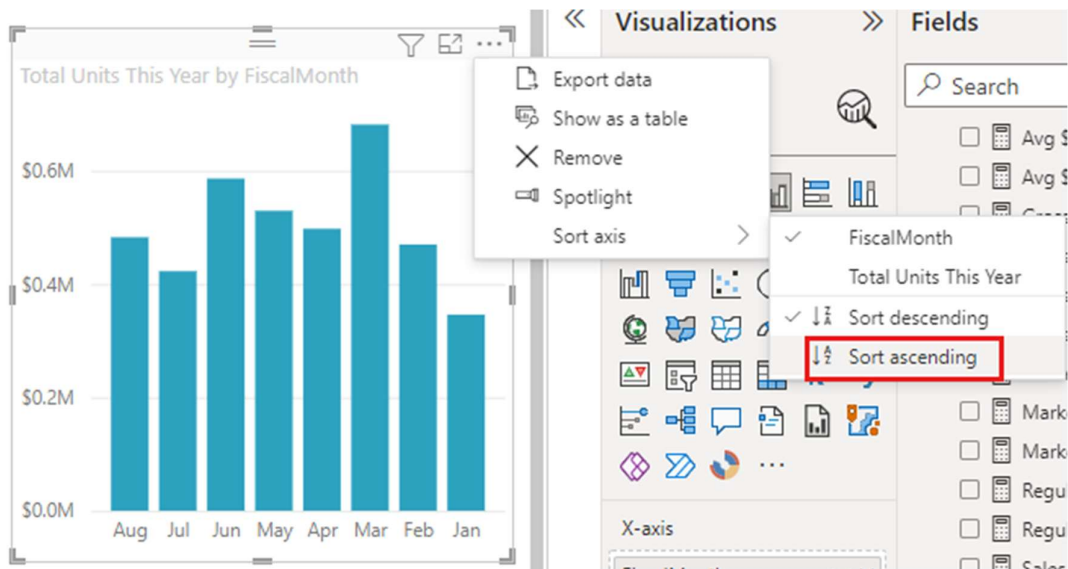 Visualizations
Fields
Total Units This Year by FiscalMonth
$0.6M
$0.4M
$0.2M
$0.0M
Aug Jul Jun May Apr Mar Feb Jan
Export data
Show as a table
Remove
Spotlight
Sort axis
FiscalMonth
Total Units This Year
Sort descending
Sort ascending
X-axis
Search
Avg $
Avg $
Mark
Mark
Regu
Regu
Sales